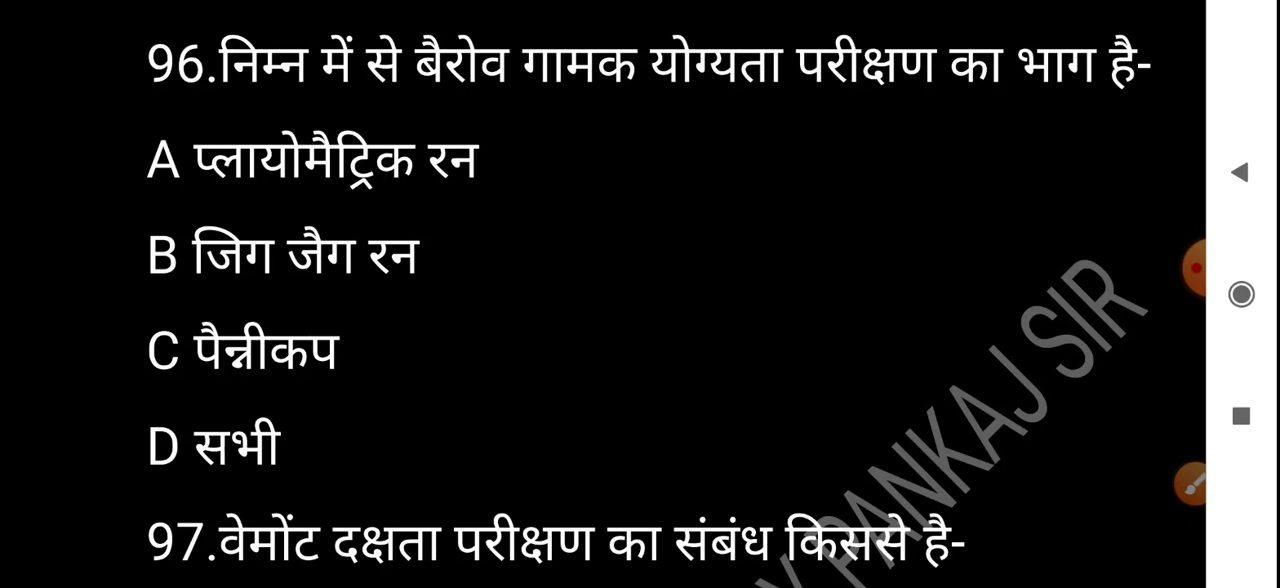 96.निम्न में से बैरोव गामक योग्यता परीक्षण का भाग है-
A प्लायोमैट्रिक रन
B जिग जैग रन
C पैन्नीकप
D सभी
97.वेमोंट दक्षता परीक्षण का संबंध किससे है-
PANKAJ SIR